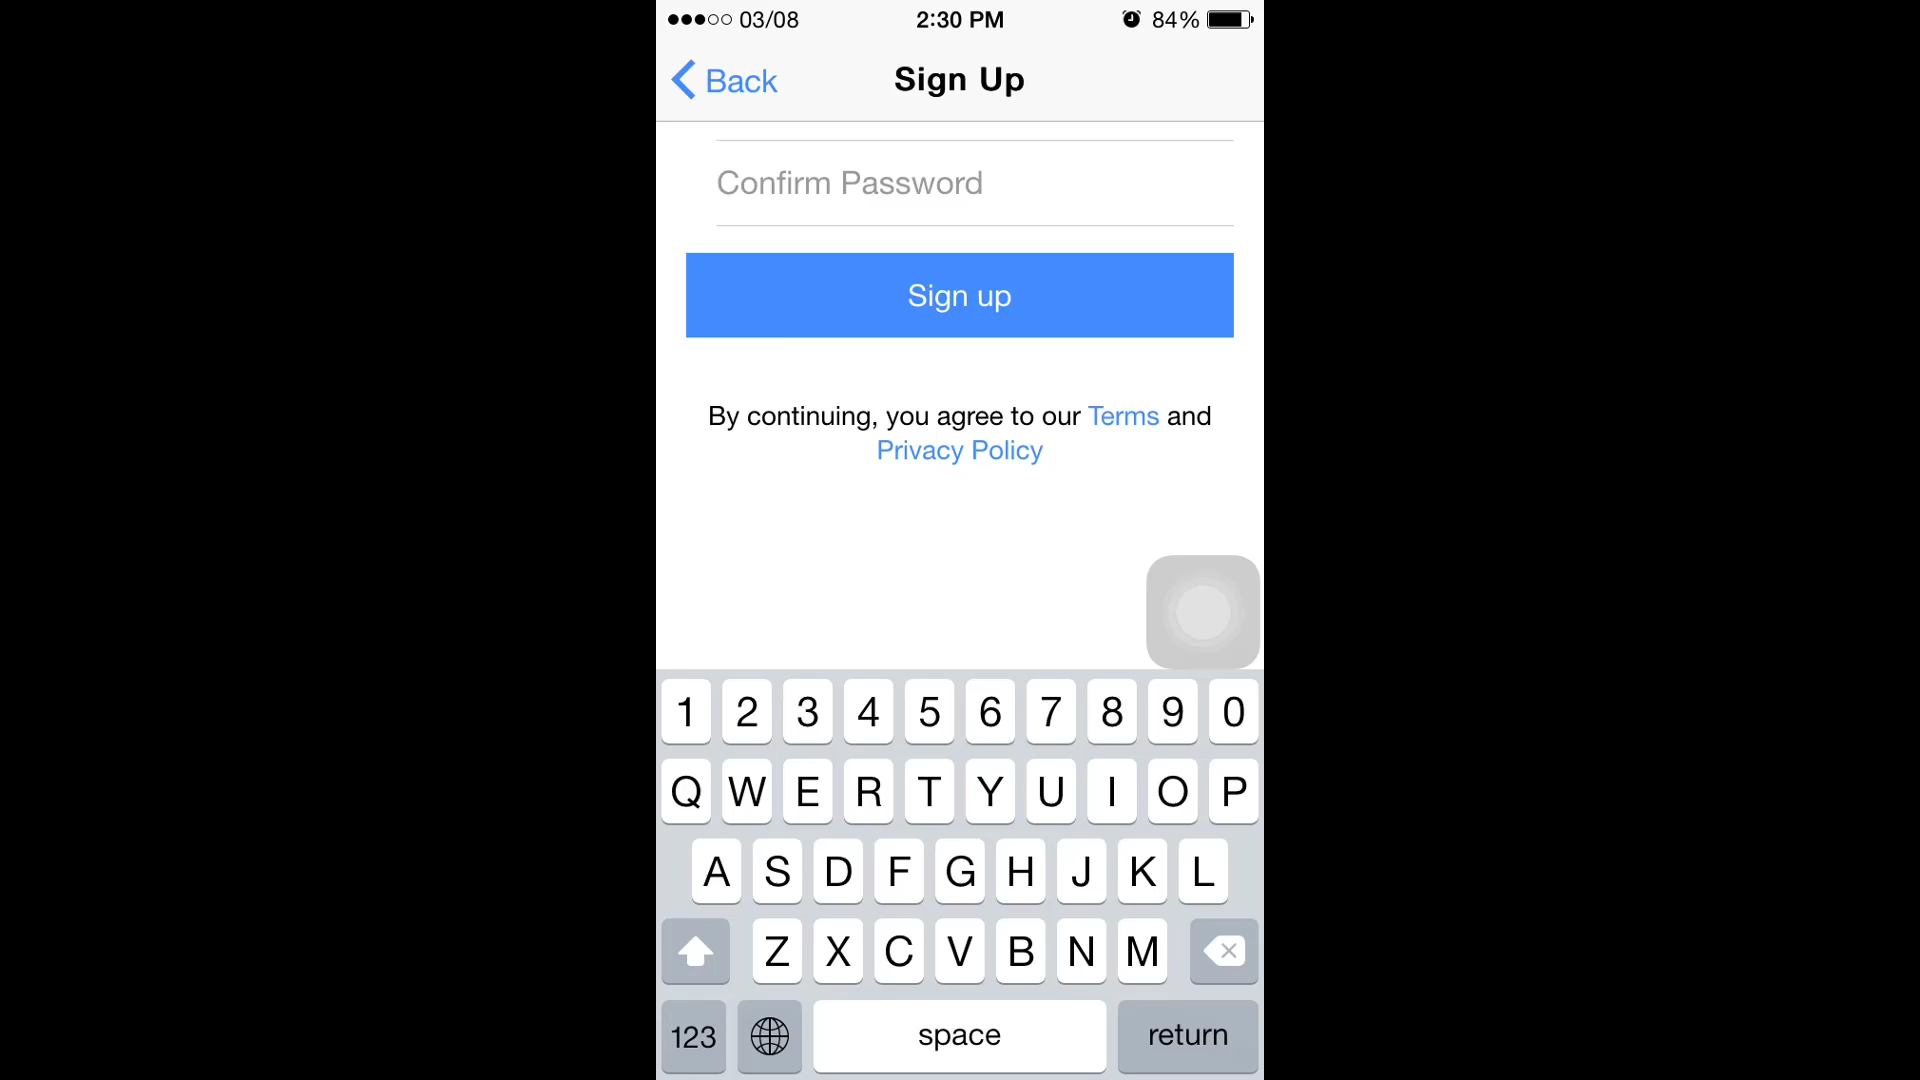 03/08 2:30 PM 84%
Back Sign Up
Confirm Password
Sign up
By continuing, you agree to our Terms and
Privacy Policy
1 2 3 4 5 6 7 8 9 0
Q W E R T Y U I O P
A S D F G H J K L
Z X C V B N M
123 space return